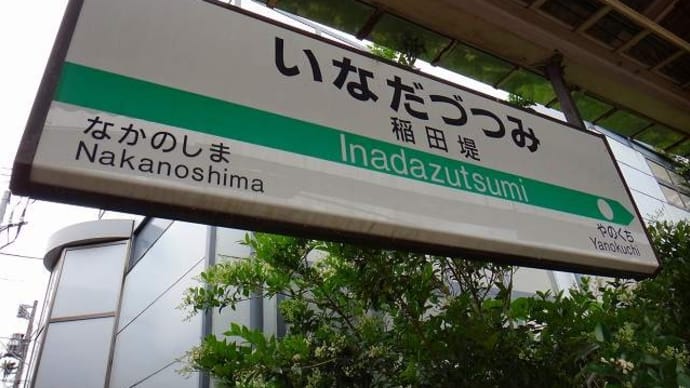 いなだづつみ
稲田堤
Inadazutsumi
なかのしま
Nakanoshima
やのくち
Yanokuchi